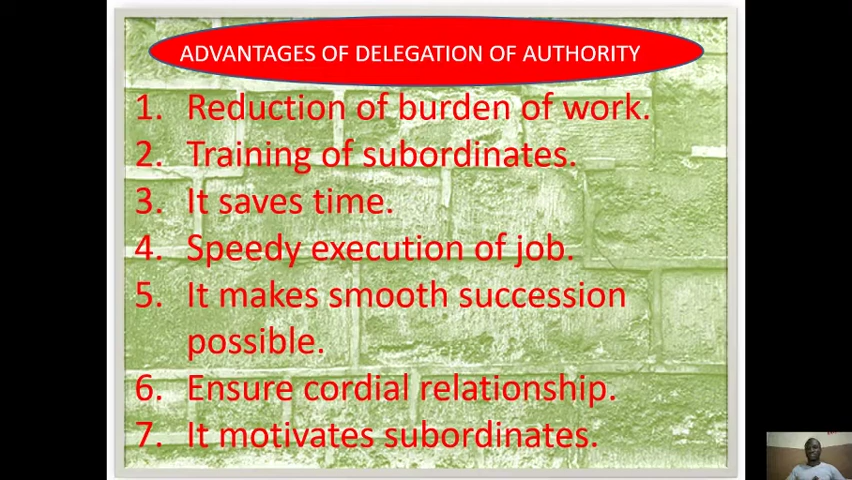 ADVANTAGES OF DELEGATION OF AUTHORITY
1. Reduction of burden of work.
2. Training of subordinates.
3. It saves time.
4. Speedy execution of job.
5. It makes smooth succession
possible.
6. Ensure cordial relationship.
7. It motivates subordinates.